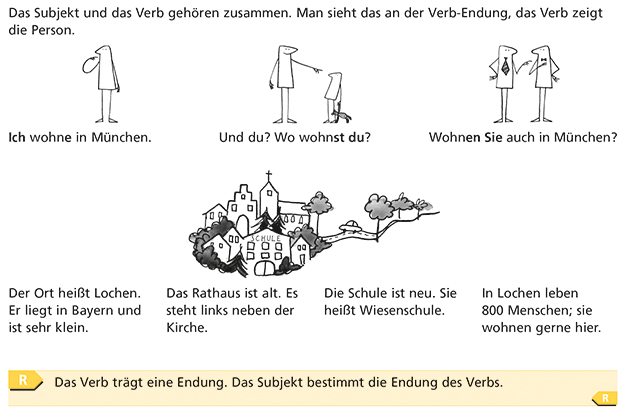 Das Subjekt und das Verb gehören zusammen. Man sieht das an der Verb-Endung, das Verb zeigt
die Person.
Ich wohne in München.
Und du? Wo wohnst du?
Wohnen Sie auch in München?
SCHULE
Der Ort heißt Lochen.
Er liegt in Bayern und
ist sehr klein.
Das Rathaus ist alt. Es
steht links neben der
Kirche.
Die Schule ist neu. Sie
heißt Wiesenschule.
In Lochen leben
800 Menschen; sie
wohnen gerne hier.
R
Das Verb trägt eine Endung. Das Subjekt bestimmt die Endung des Verbs.
R